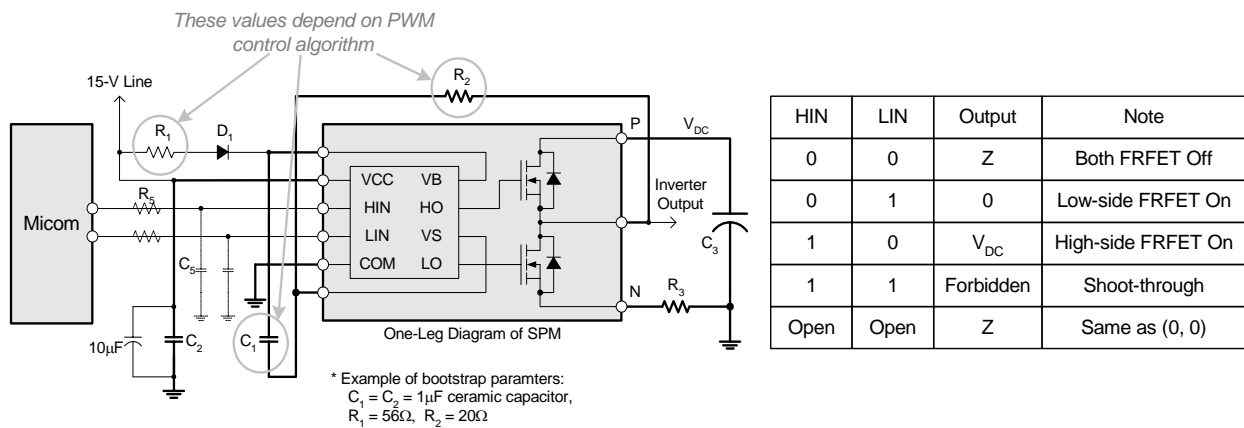 These values depend on PWM
control algorithm
R2
15-V Line
R1
D1
P
VDC
VCC VB
HIN HO
LIN VS
COM LO
Inverter
Output
Micom
R5
C5
C3
N
R3
10μF
C2
C1
One-Leg Diagram of SPM
* Example of bootstrap paramters:
C1 = C2 = 1μF ceramic capacitor,
R1 = 56Ω, R2 = 20Ω
HIN LIN Output Note
0 0 Z Both FRFET Off
0 1 0 Low-side FRFET On
1 0 VDC High-side FRFET On
1 1 Forbidden Shoot-through
Open Open Z Same as (0, 0)